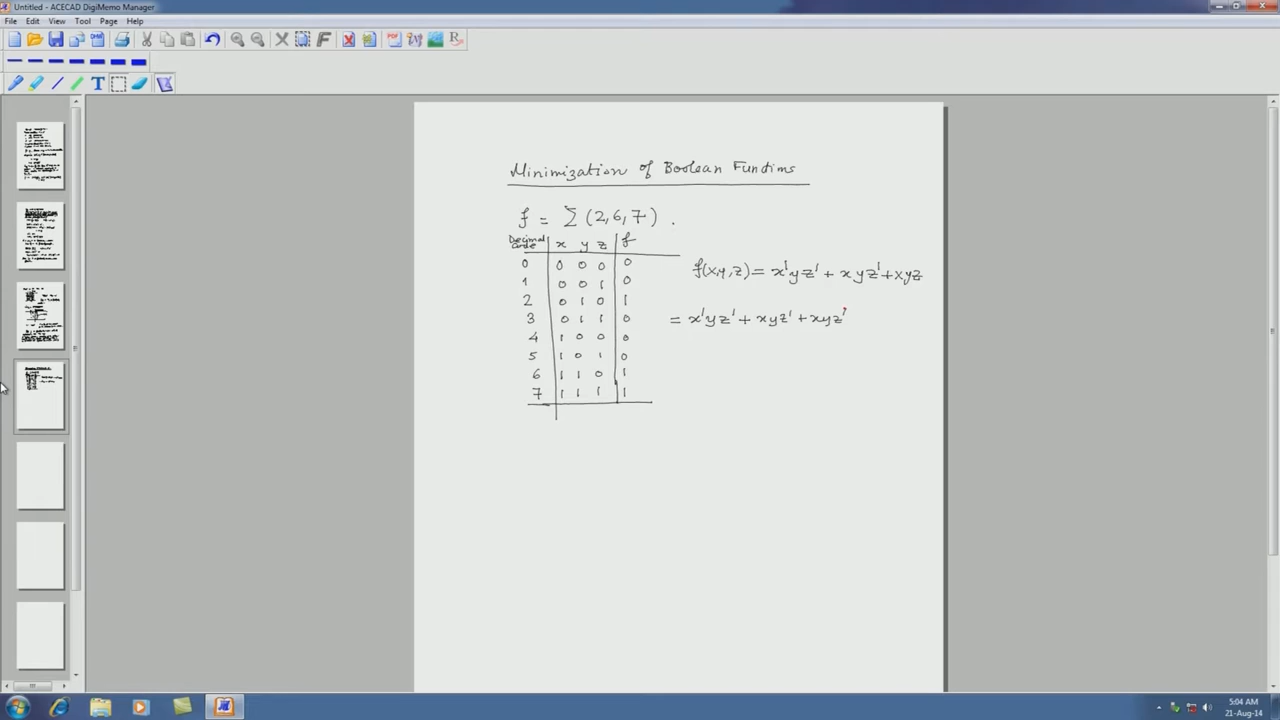 Untitled - ACECAD DigiMemo Manager
File Edit View Tool Page Help
Minimization of Boolean Functions
f = ∑ (2,6,7) .
Decimal code x y z f
0 0 0 0 0
1 0 0 1 0
2 0 1 0 1
3 0 1 1 0
4 1 0 0 0
5 1 0 1 0
6 1 1 0 1
7 1 1 1 1
f(x,y,z) = x'yz' + xyz' + xyz
= x'yz' + xyz' + xyz'
5:04 AM
21-Aug-14